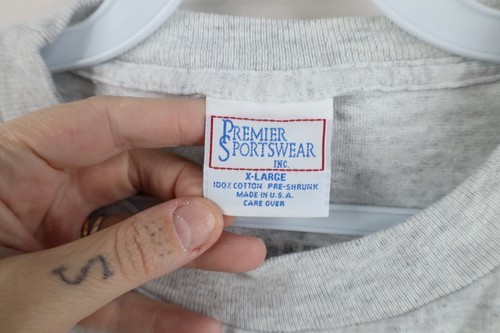 PREMIER
SPORTSWEAR
INC.
X-LARGE
100% COTTON PRE-SHRUNK
MADE IN U.S.A.
CARE OVER